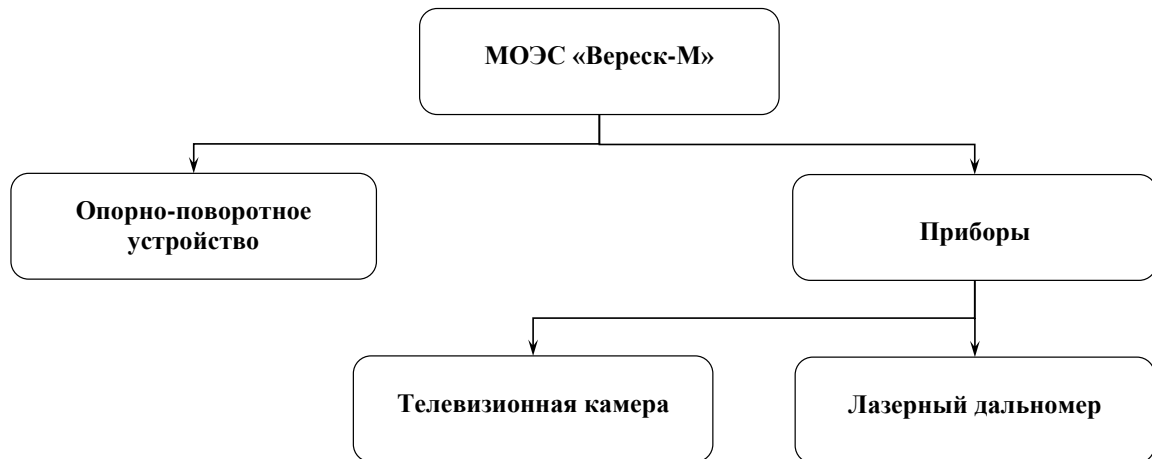 МОЭС «Вереск-М»
Опорно-поворотное
устройство
Приборы
Телевизионная камера
Лазерный дальномер